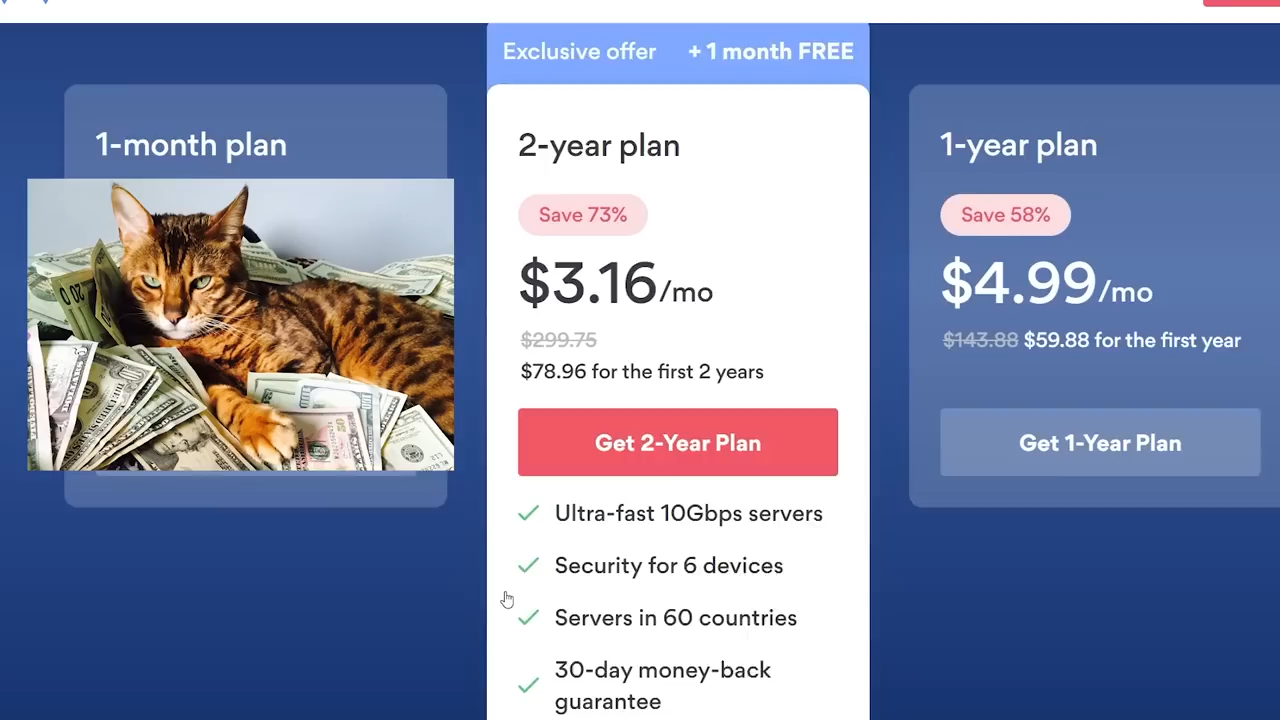 Exclusive offer + 1 month FREE
1-month plan
2-year plan
Save 73%
$3.16/mo
$299.75
$78.96 for the first 2 years
Get 2-Year Plan
Ultra-fast 10Gbps servers
Security for 6 devices
Servers in 60 countries
30-day money-back
guarantee
1-year plan
Save 58%
$4.99/mo
$143.88 $59.88 for the first year
Get 1-Year Plan